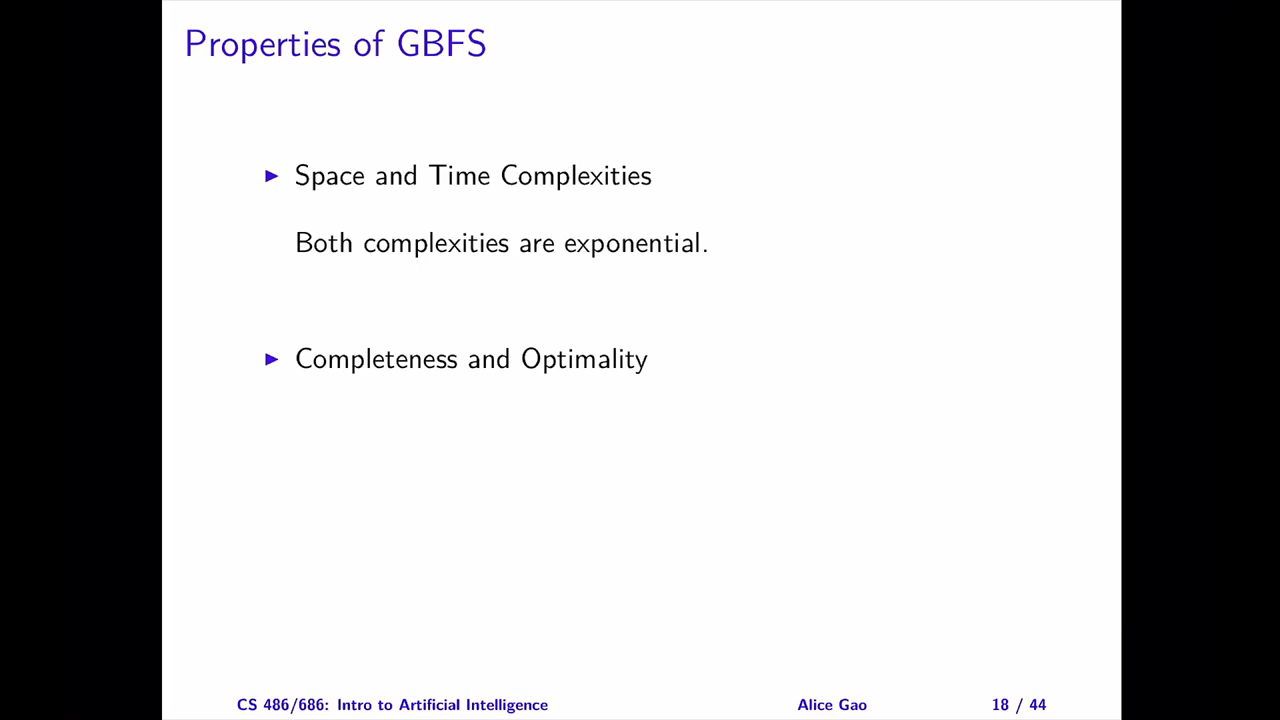 Properties of GBFS
▶ Space and Time Complexities
Both complexities are exponential.
▶ Completeness and Optimality
CS 486/686: Intro to Artificial Intelligence Alice Gao 18 / 44